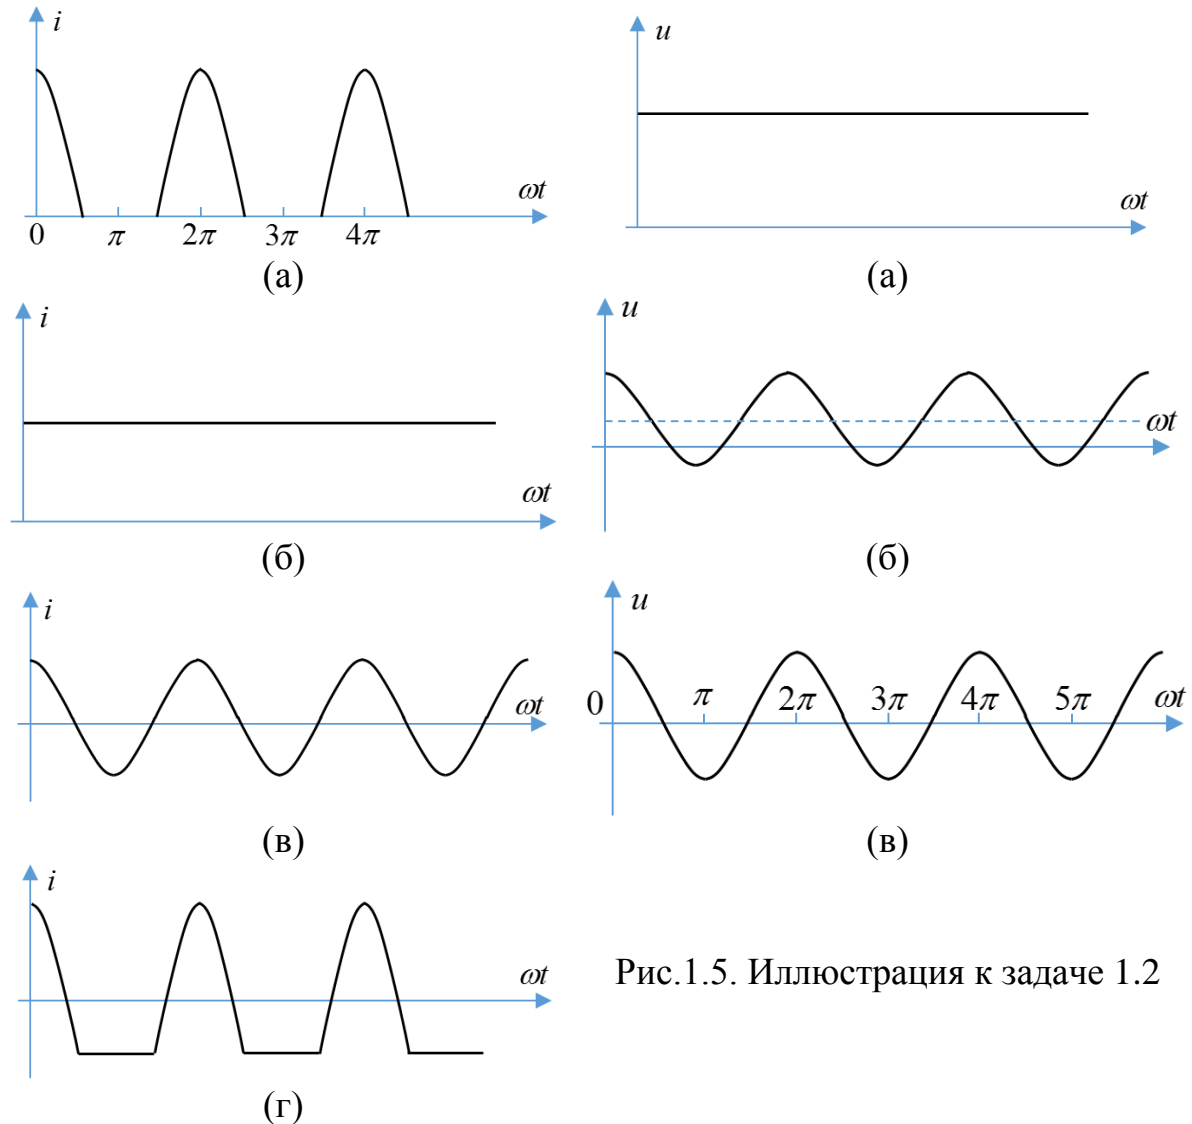 i
ωt
0 π 2π 3π 4π
(а)
u
ωt
(а)
i
ωt
(б)
u
ωt
(б)
i
ωt
(в)
u
0 π 2π 3π 4π 5π ωt
(в)
i
ωt
(г)
Рис.1.5. Иллюстрация к задаче 1.2